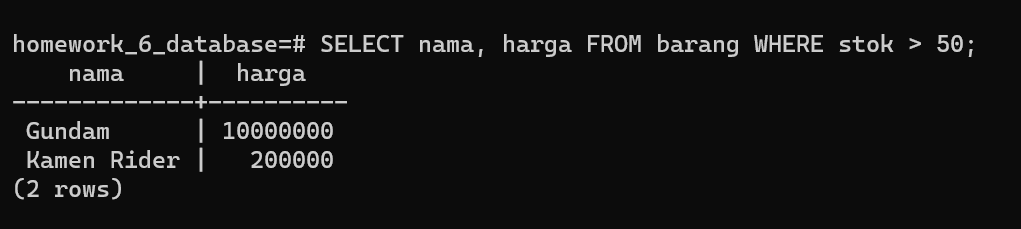 homework_6_database=# SELECT nama, harga FROM barang WHERE stok > 50;
    nama     |  harga
-------------+----------
 Gundam      | 10000000
 Kamen Rider |   200000
(2 rows)